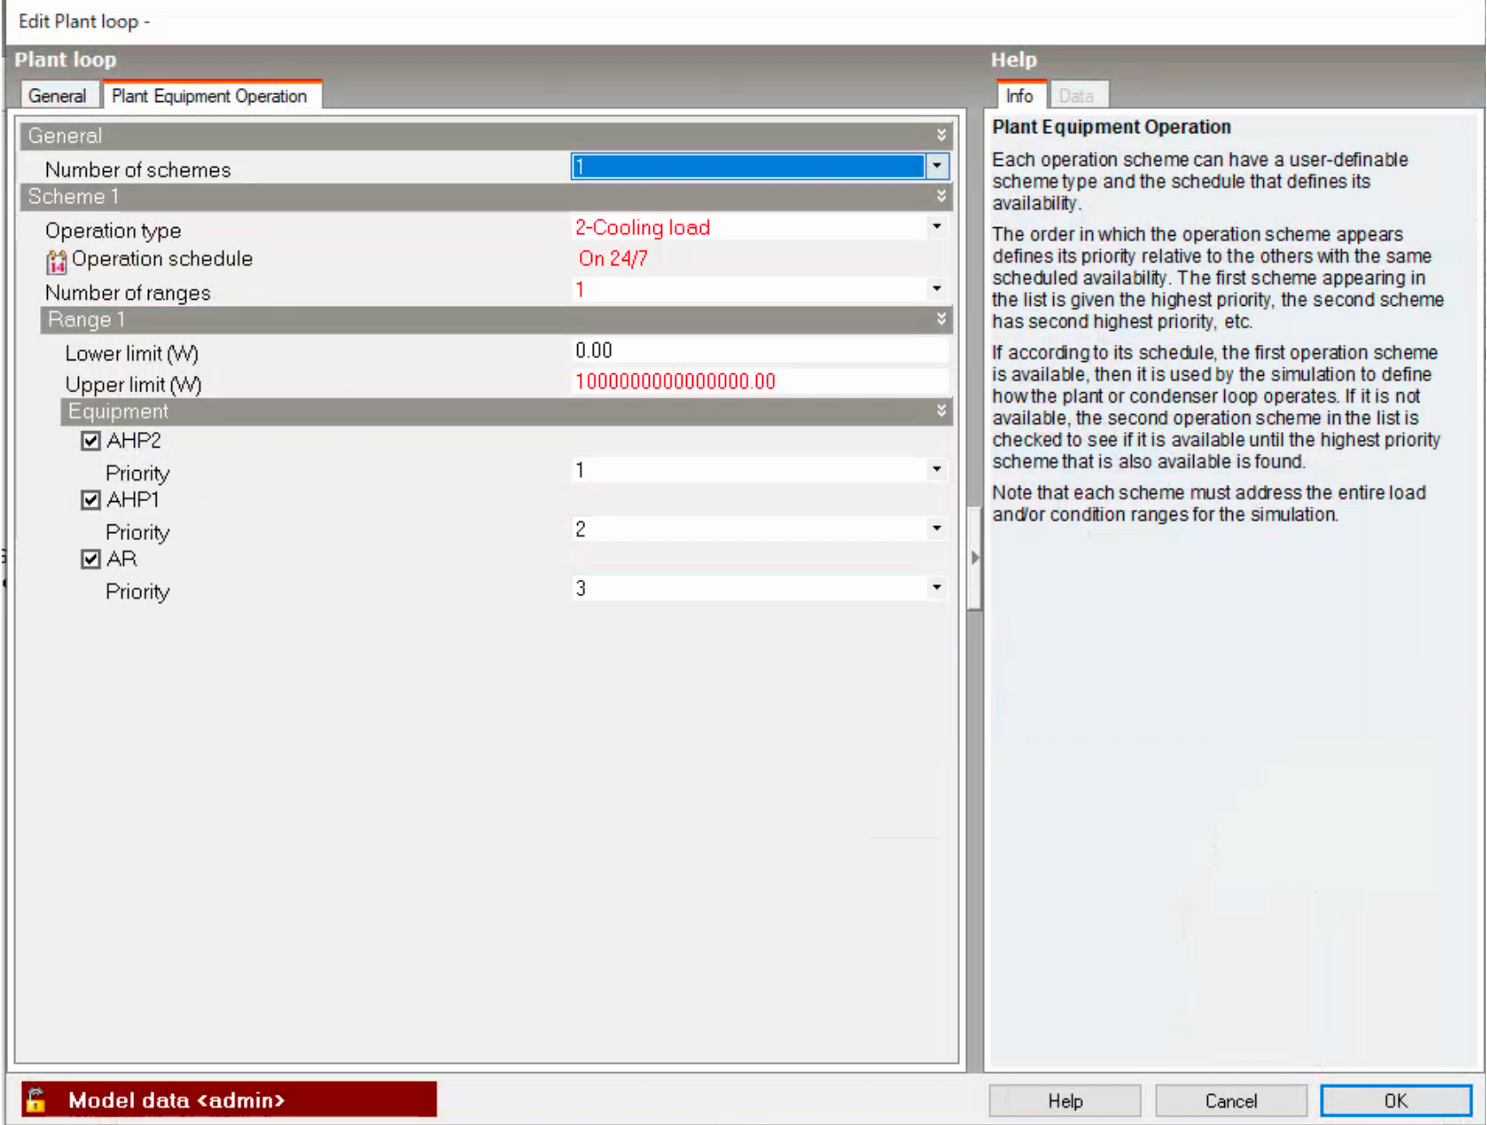 Edit Plant loop -
Plant loop
General
Plant Equipment Operation
General
Number of schemes
1
Scheme 1
Operation type
2-Cooling load
14
Operation schedule
On 24/7
Number of ranges
1
Range 1
Lower limit (W)
0.00
Upper limit (W)
1000000000000000.00
Equipment
AHP2
Priority
1
AHP1
Priority
2
AR
Priority
3
Model data <admin>
Help
Info
Data
Plant Equipment Operation
Each operation scheme can have a user-definable
scheme type and the schedule that defines its
availability.
The order in which the operation scheme appears
defines its priority relative to the others with the same
scheduled availability. The first scheme appearing in
the list is given the highest priority, the second scheme
has second highest priority, etc.
If according to its schedule, the first operation scheme
is available, then it is used by the simulation to define
how the plant or condenser loop operates. If it is not
available, the second operation scheme in the list is
checked to see if it is available until the highest priority
scheme that is also available is found.
Note that each scheme must address the entire load
and/or condition ranges for the simulation.
Help
Cancel
OK